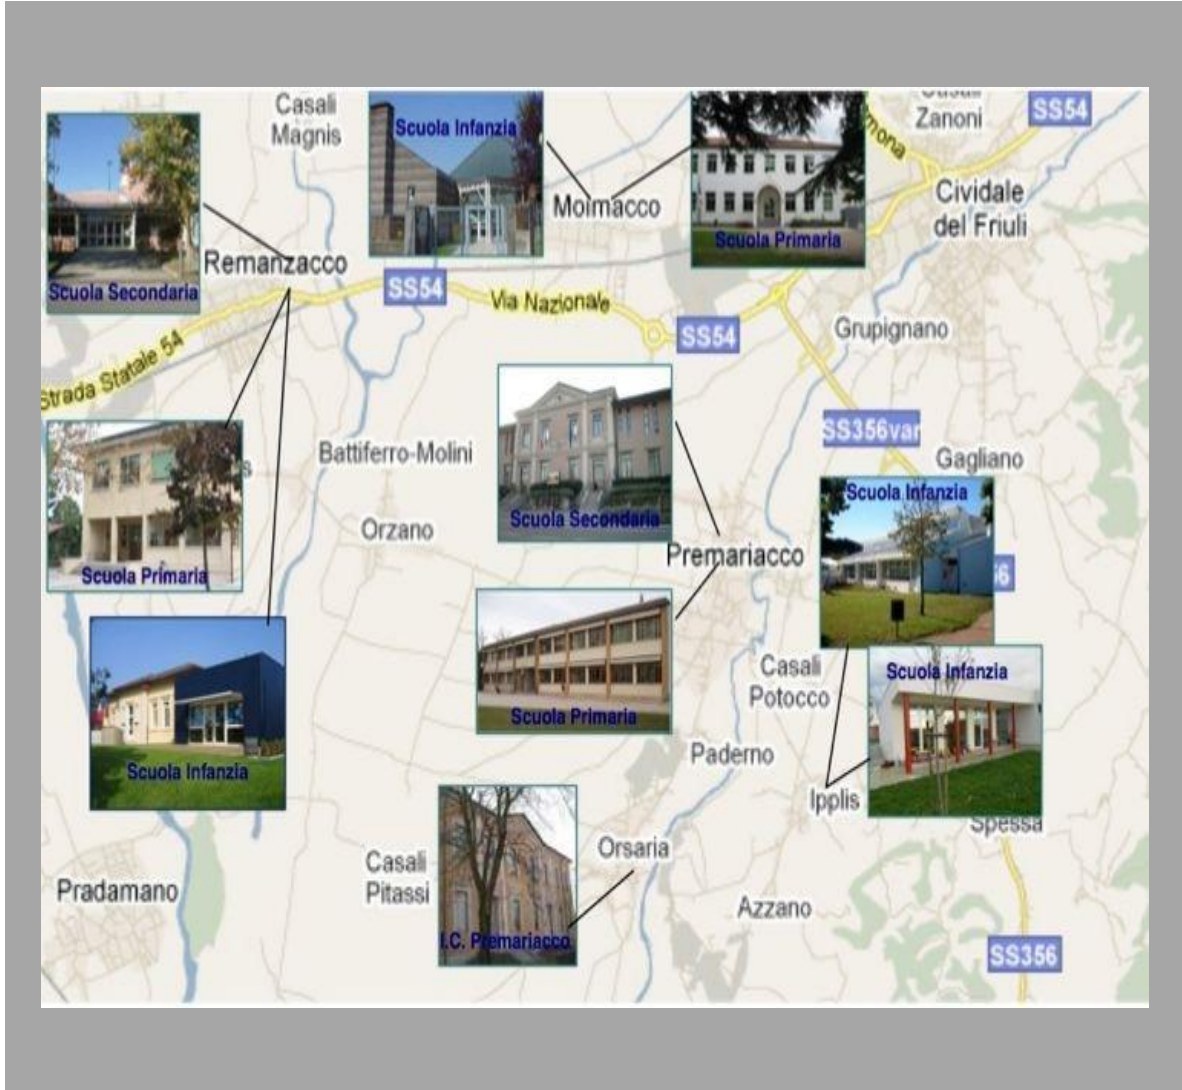 Casali
Magnis
Scuola Infanzia
Zanoni
SS54
Cividale
del Friuli
Moimacco
Scuola Primaria
Remanzacco
Scuola Secondaria
SS54
Via Nazionale
SS54
Grupignano
Strada Statale 54
SS356var
Battiferro-Molini
Gagliano
Scuola Infanzia
Scuola Secondaria
Orzano
Premariacco
Scuola Primaria
Scuola Infanzia
Casali
Potocco
Scuola Primaria
Paderno
Scuola Infanzia
Ipplis
Spessa
Orsaria
Casali
Pitassi
Pradamano
Azzano
I.C. Premariacco
SS356